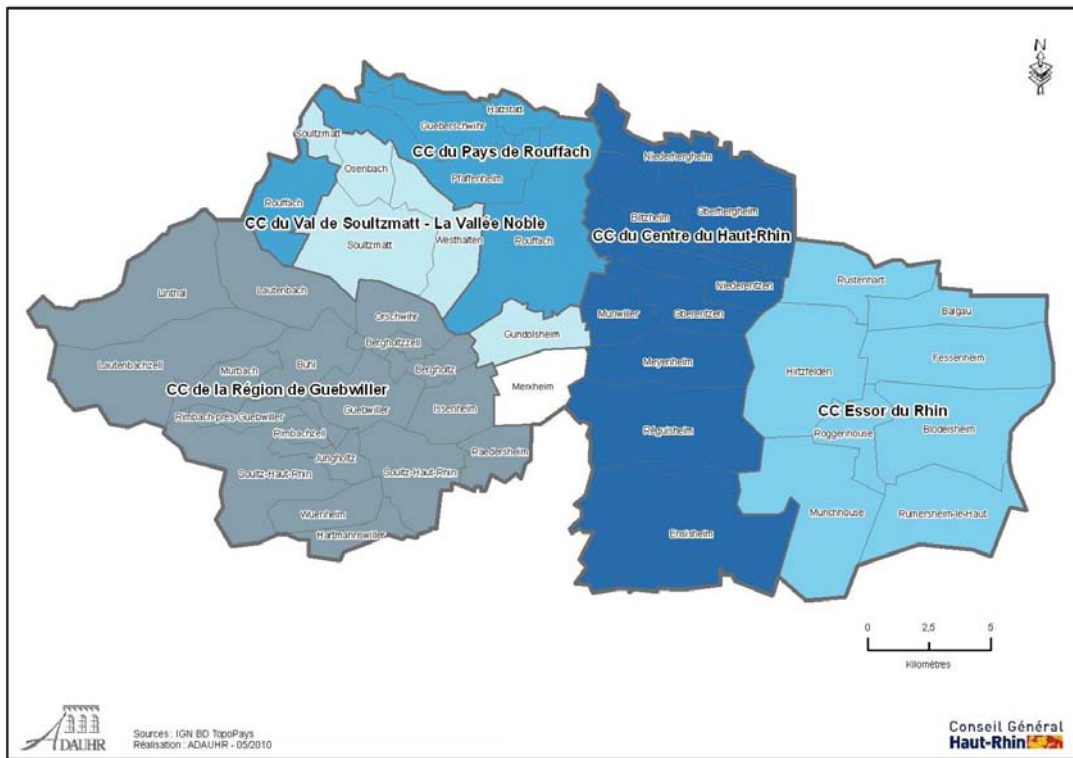 N
Hattstatt
Gueberschwihr
Soultzmatt
CC du Pays de Rouffach
Niederhergheim
Osenbach
Pfaffenheim
Rouffach
Biltzheim
Oberhergheim
CC du Val de Soultzmatt - La Vallée Noble
Westhalten
Rouffach
CC du Centre du Haut-Rhin
Soultzmatt
Rustenhart
Linthal
Lautenbach
Niederentzen
Munwiller
Oberentzen
Balgau
Orschwihr
Gundolsheim
Bergholtzzell
Fessenheim
Lautenbachzell
Murbach
Buhl
Bergholtz
Meyenheim
Hirtzfelden
Merxheim
CC de la Région de Guebwiller
Rimbach-près-Guebwiller
Guebwiller
Issenheim
CC Essor du Rhin
Rimbachzell
Réguisheim
Roggenhouse
Blodelsheim
Jungholtz
Raedersheim
Soultz-Haut-Rhin
Soultz-Haut-Rhin
Wuenheim
Munchhouse
Rumersheim-le-Haut
Hartmannswiller
Ensisheim
0 2,5 5
Kilomètres
ADAUHR
Sources : IGN BD TopoPays
Réalisation : ADAUHR - 05/2010
Conseil Général
Haut-Rhin